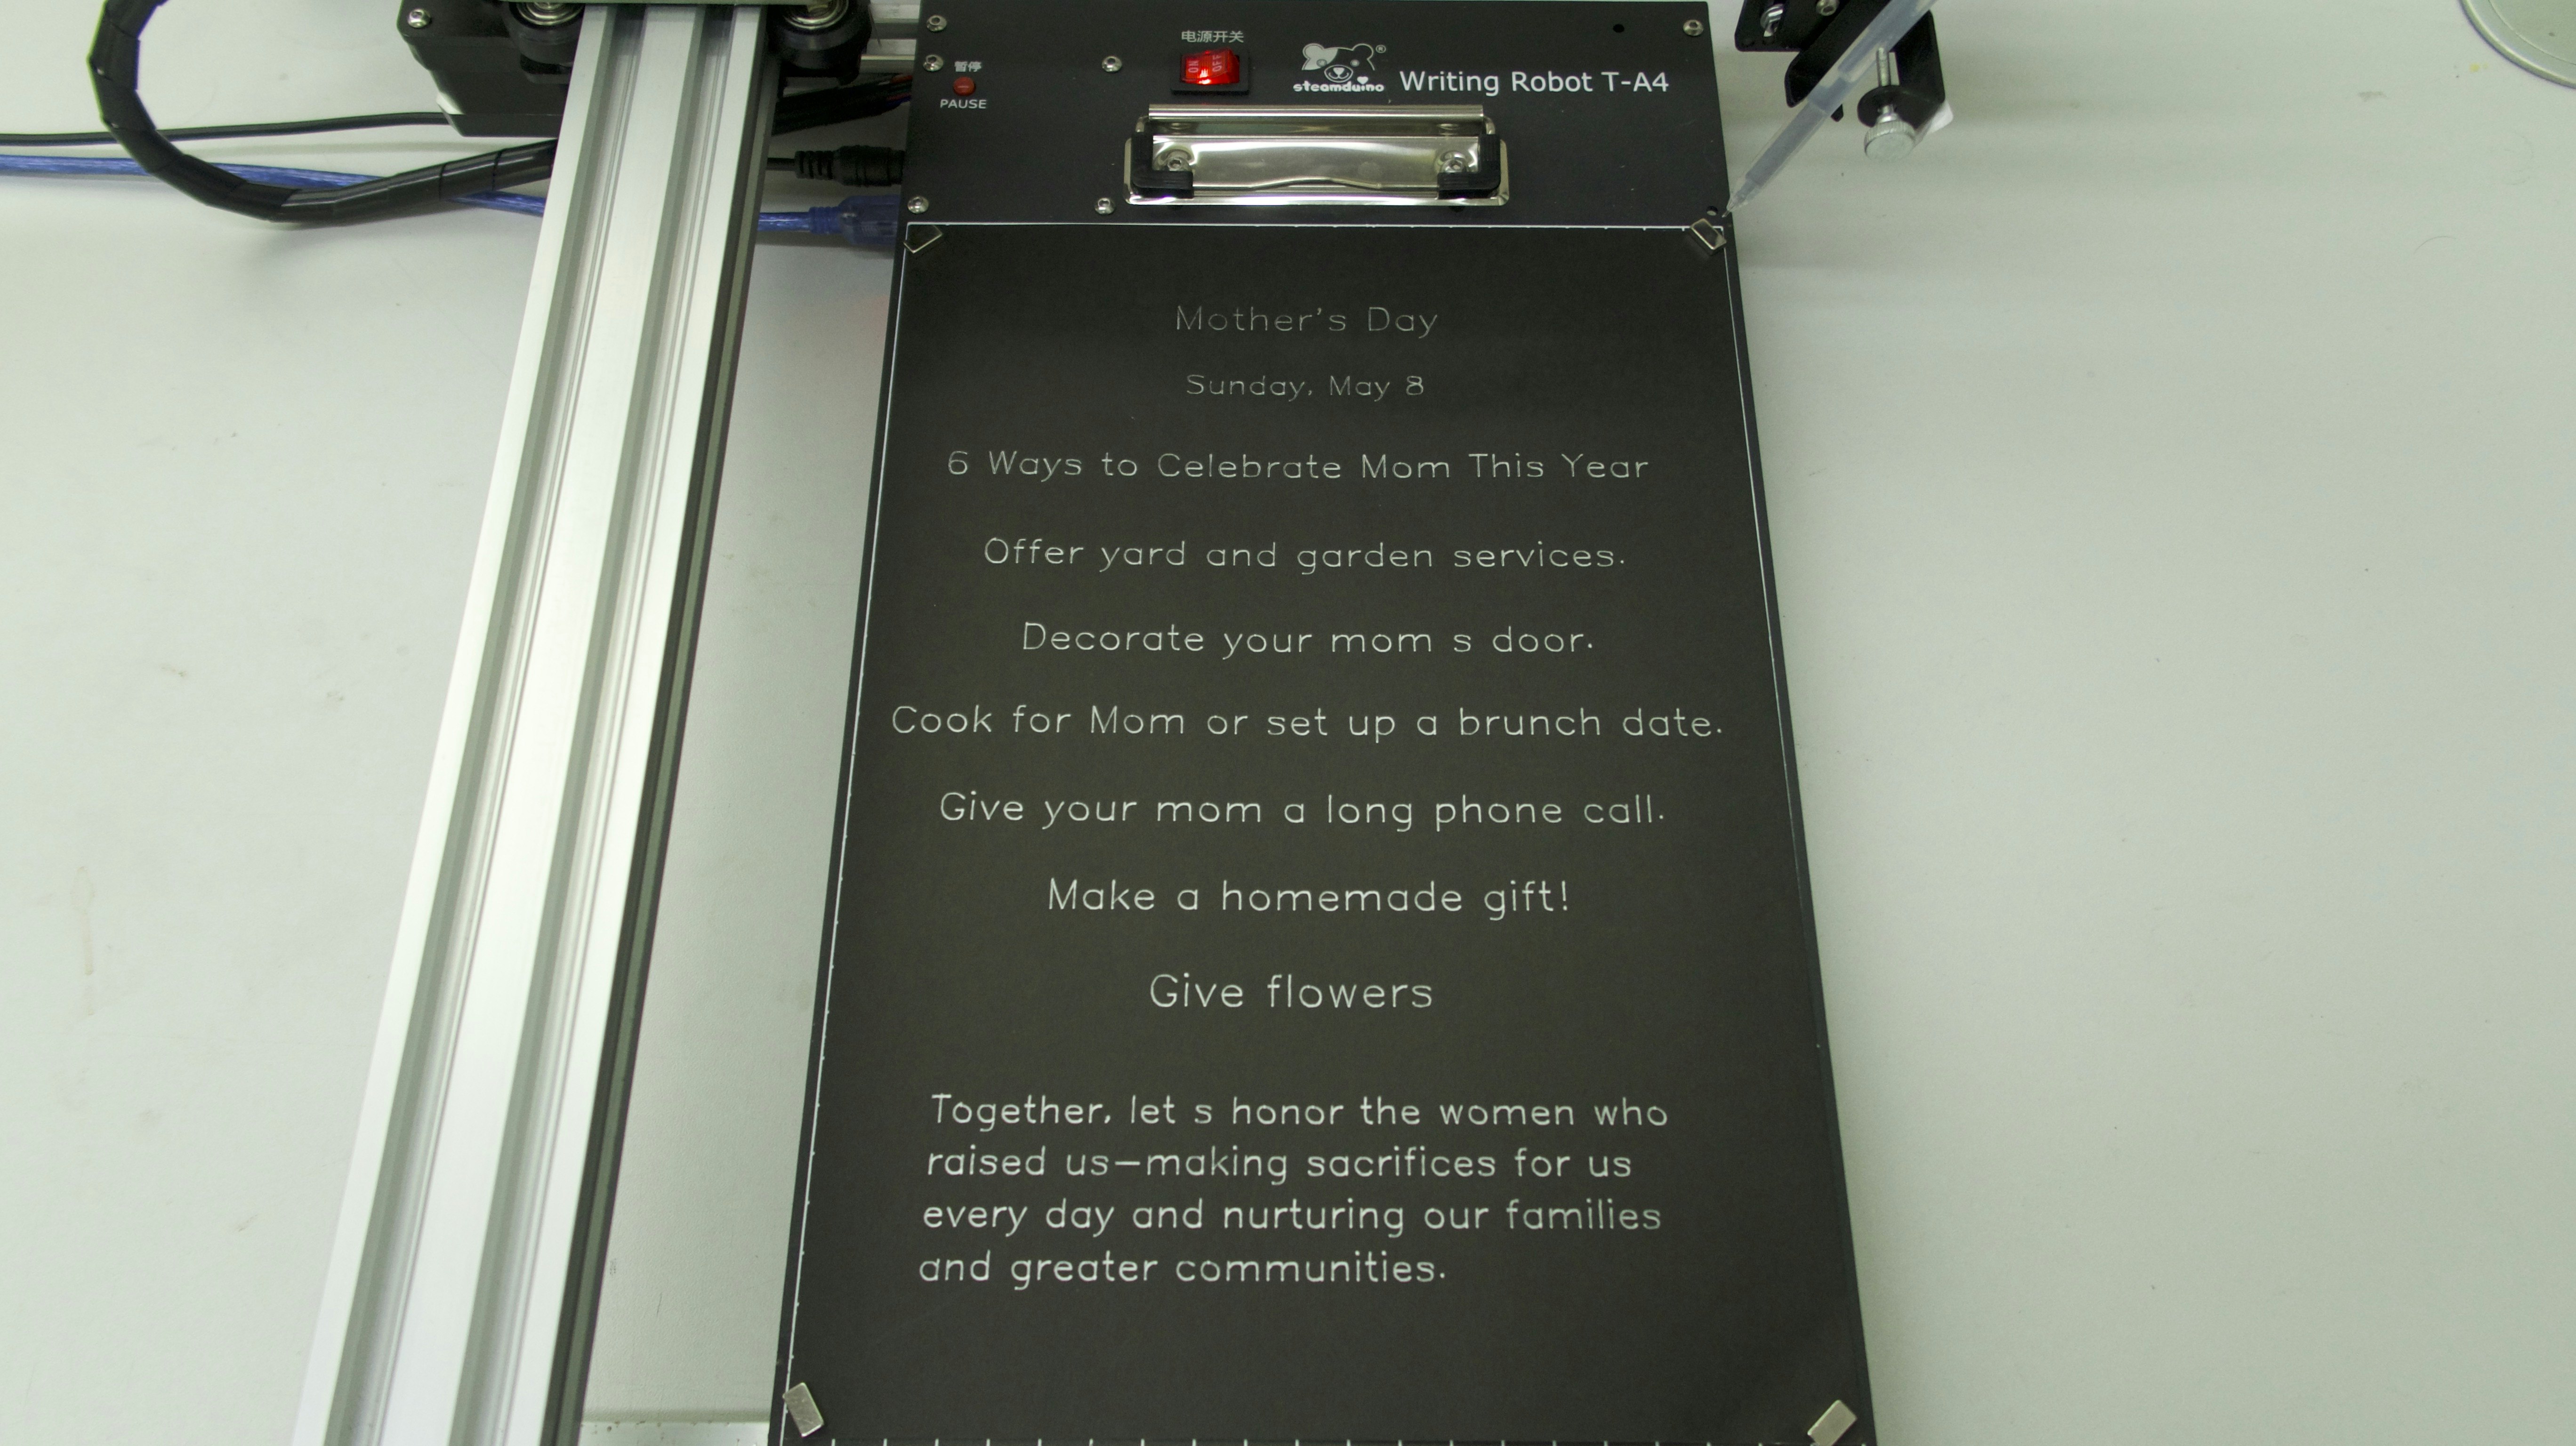 电源开关
ON OFF
暂停
PAUSE
steamduino ® Writing Robot T-A4
Mother's Day
Sunday, May 8
6 Ways to Celebrate Mom This Year
Offer yard and garden services.
Decorate your mom s door.
Cook for Mom or set up a brunch date.
Give your mom a long phone call.
Make a homemade gift!
Give flowers
Together, let s honor the women who
raised us—making sacrifices for us
every day and nurturing our families
and greater communities.